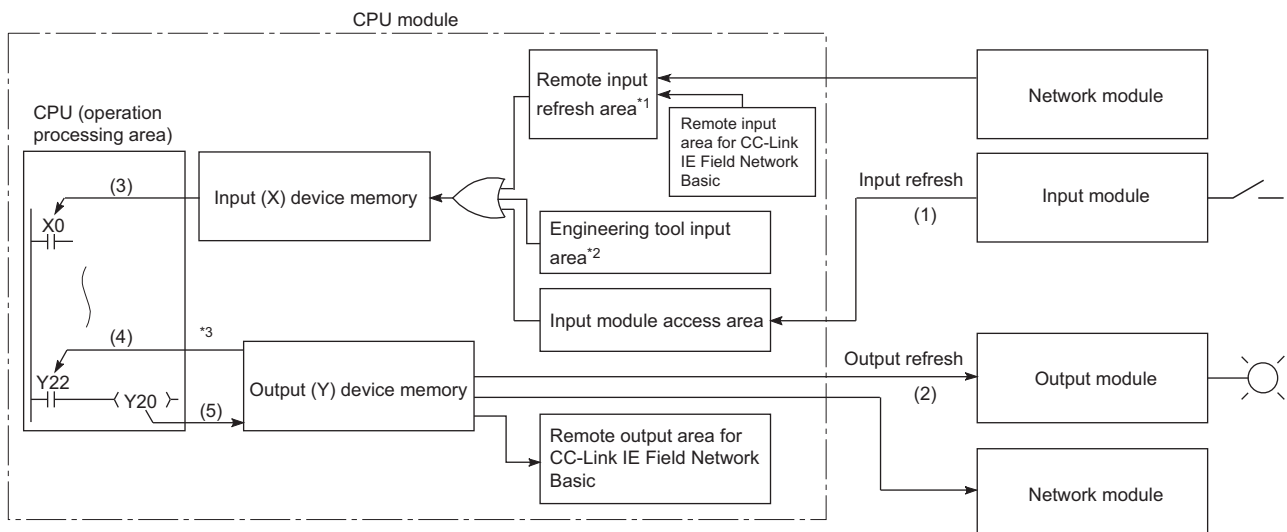 CPU module
CPU (operation
processing area)
Remote input
refresh area*1
Remote input
area for CC-Link
IE Field Network
Basic
Network module
(3)
X0
Input (X) device memory
Engineering tool input
area*2
Input module access area
Input refresh
(1)
Input module
(4)
*3
Y22
Y20
(5)
Output (Y) device memory
Output refresh
(2)
Output module
Remote output area for
CC-Link IE Field Network
Basic
Network module